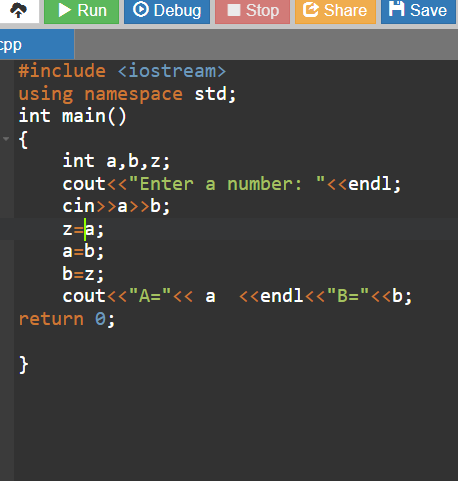 Run Debug Stop Share Save
cpp
#include <iostream>
using namespace std;
int main()
{
    int a,b,z;
    cout<<"Enter a number: "<<endl;
    cin>>a>>b;
    z=a;
    a=b;
    b=z;
    cout<<"A="<< a  <<endl<<"B="<<b;
return 0;
}